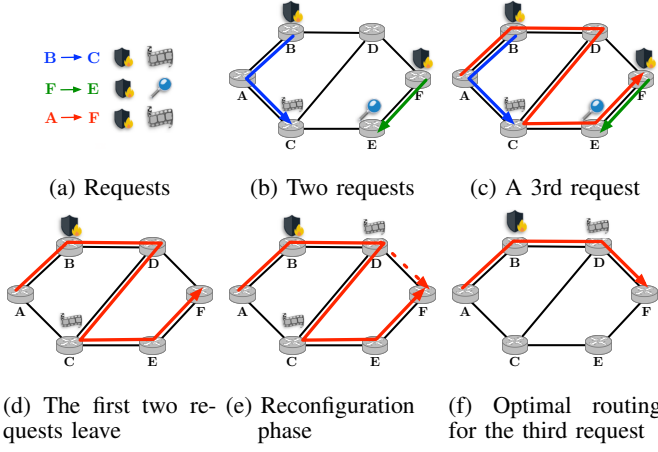 B → C
F → E
A → F
A
B
C
D
E
F
A
B
C
D
E
F
(a) Requests
(b) Two requests
(c) A 3rd request
A
B
C
D
E
F
A
B
C
D
E
F
A
B
C
D
E
F
(d) The first two re-
quests leave
(e) Reconfiguration
phase
(f) Optimal routing
for the third request